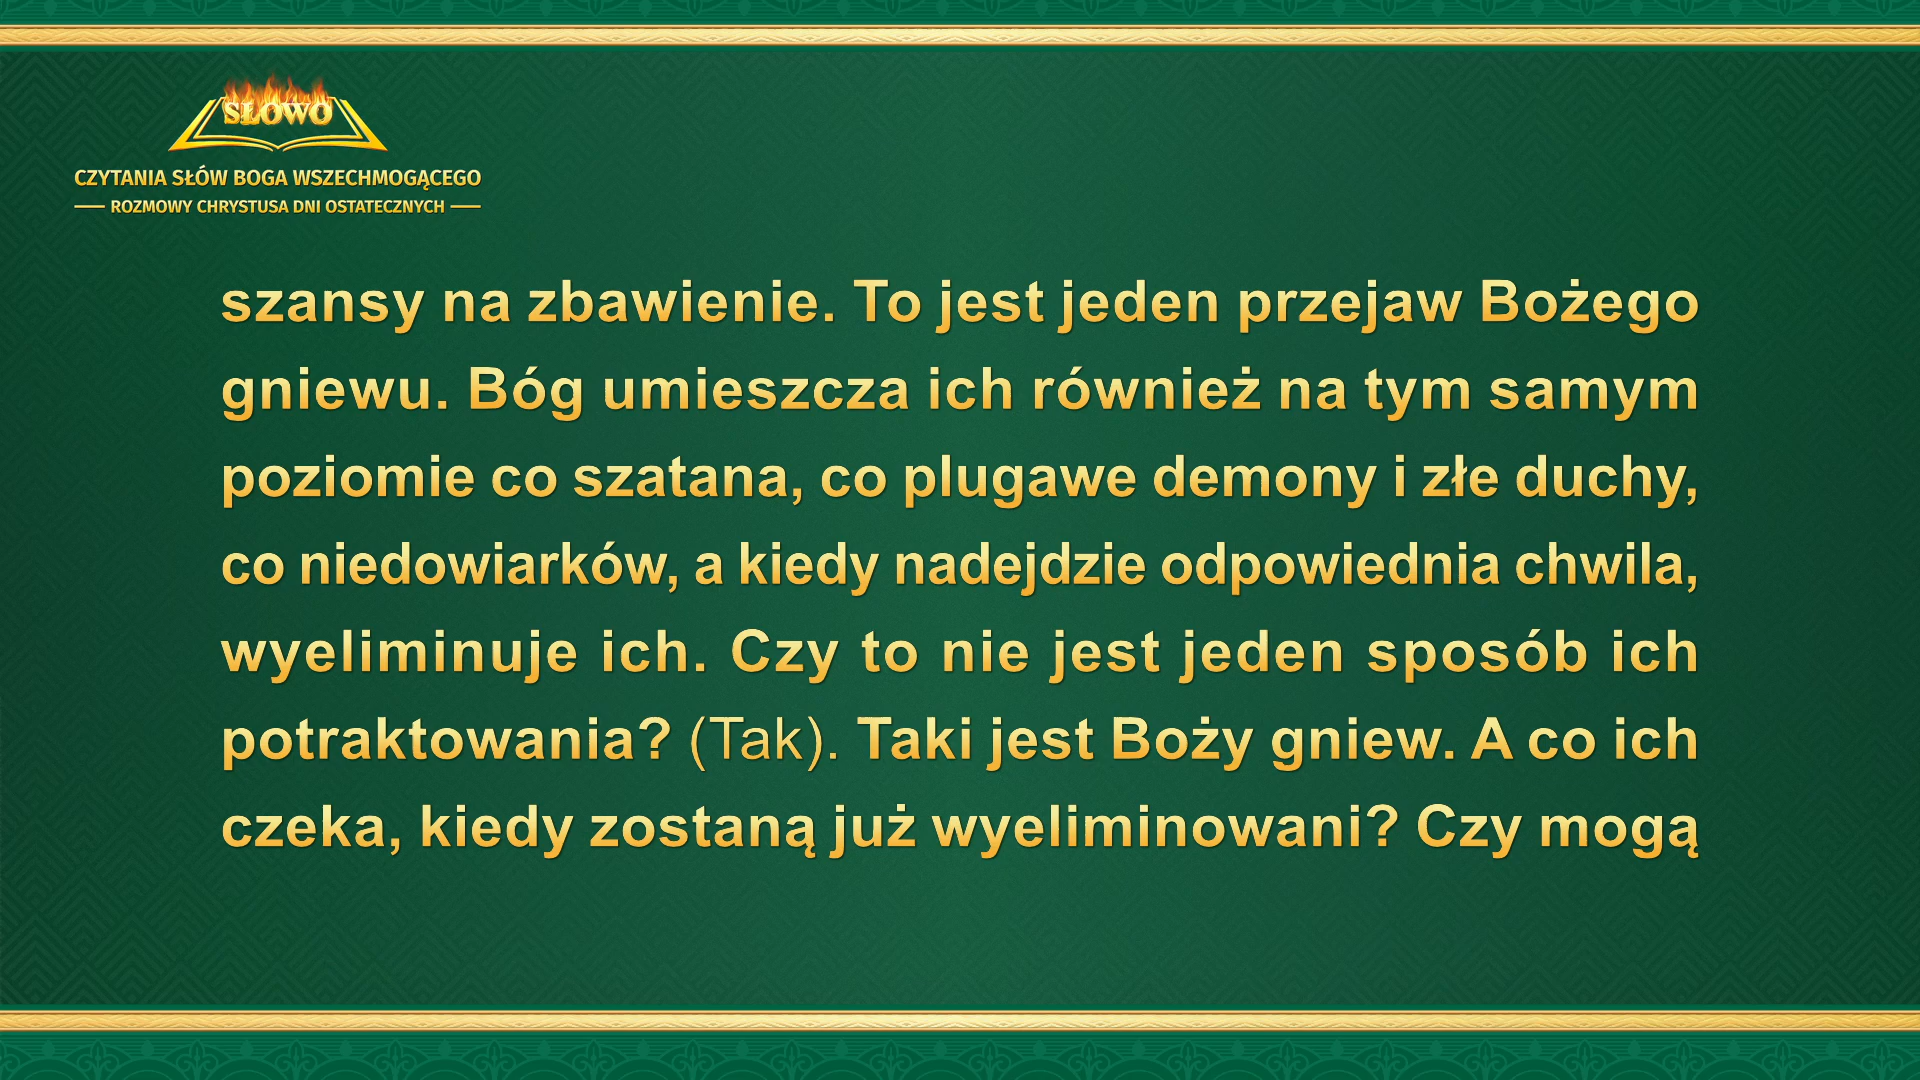 SŁOWO
CZYTANIA SŁÓW BOGA WSZECHMOGĄCEGO
ROZMOWY CHRYSTUSA DNI OSTATECZNYCH
szansy na zbawienie. To jest jeden przejaw Bożego
gniewu. Bóg umieszcza ich również na tym samym
poziomie co szatana, co plugawe demony i złe duchy,
co niedowiarków, a kiedy nadejdzie odpowiednia chwila,
wyeliminuje ich. Czy to nie jest jeden sposób ich
potraktowania? (Tak). Taki jest Boży gniew. A co ich
czeka, kiedy zostaną już wyeliminowani? Czy mogą